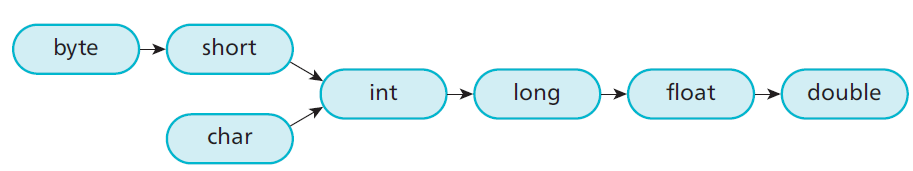 byte
short
char
int
long
float
double